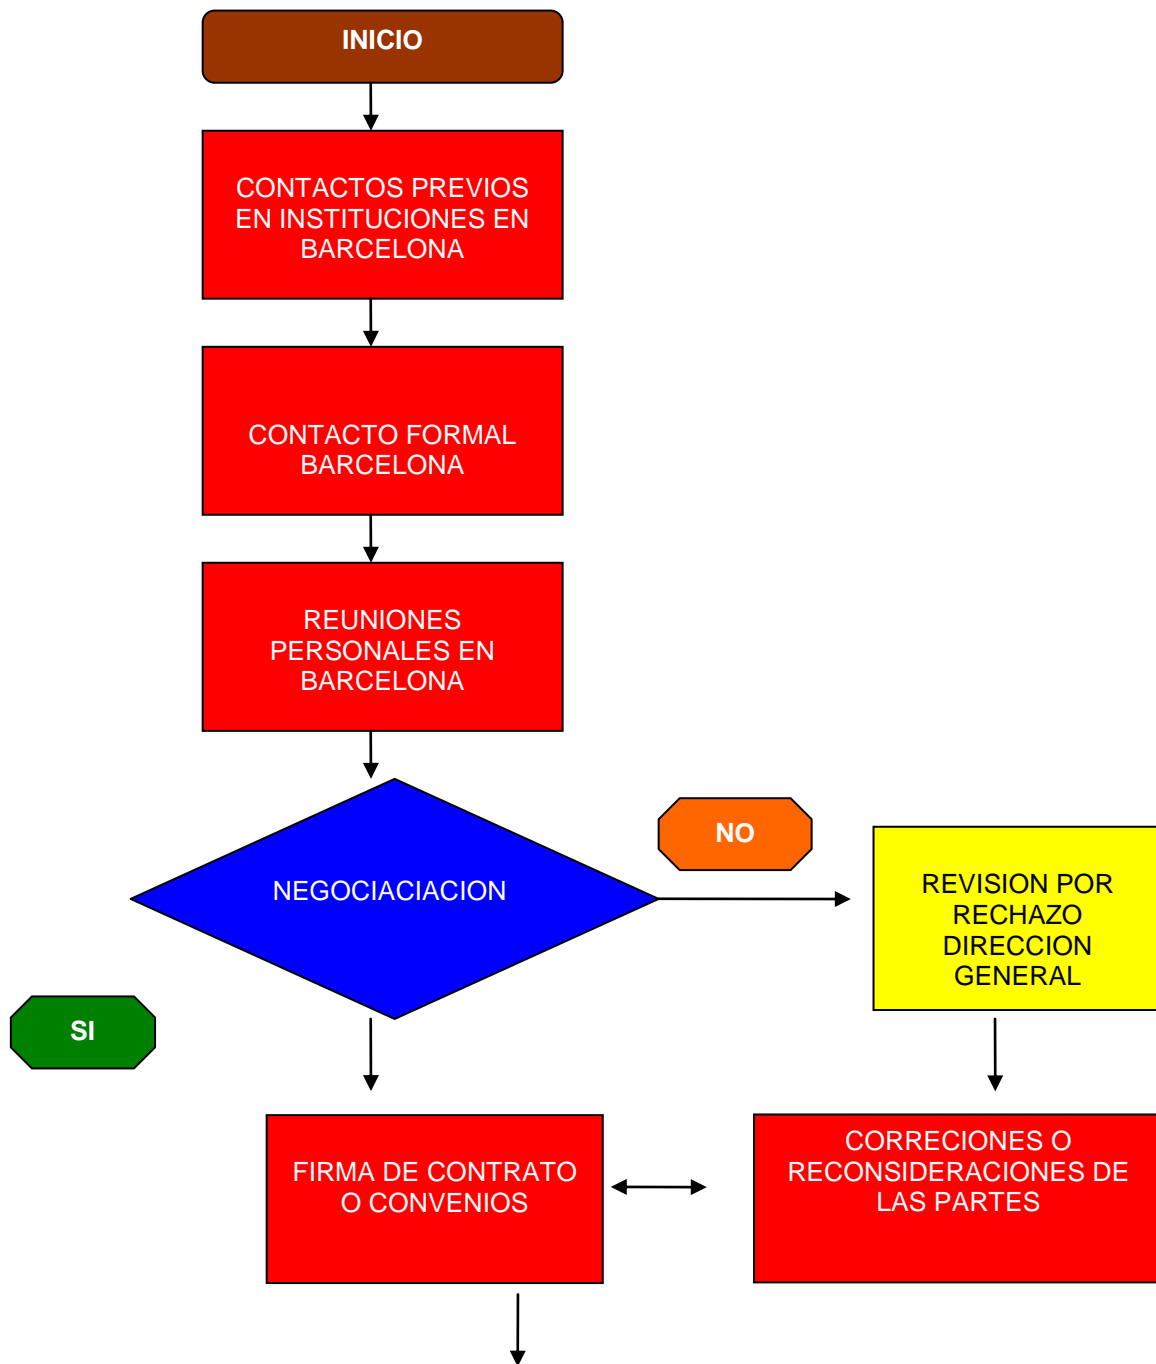 INICIO
CONTACTOS PREVIOS
EN INSTITUCIONES EN
BARCELONA
CONTACTO FORMAL
BARCELONA
REUNIONES
PERSONALES EN
BARCELONA
NEGOCIACIACION
NO
REVISION POR
RECHAZO
DIRECCION
GENERAL
SI
FIRMA DE CONTRATO
O CONVENIOS
CORRECIONES O
RECONSIDERACIONES DE
LAS PARTES